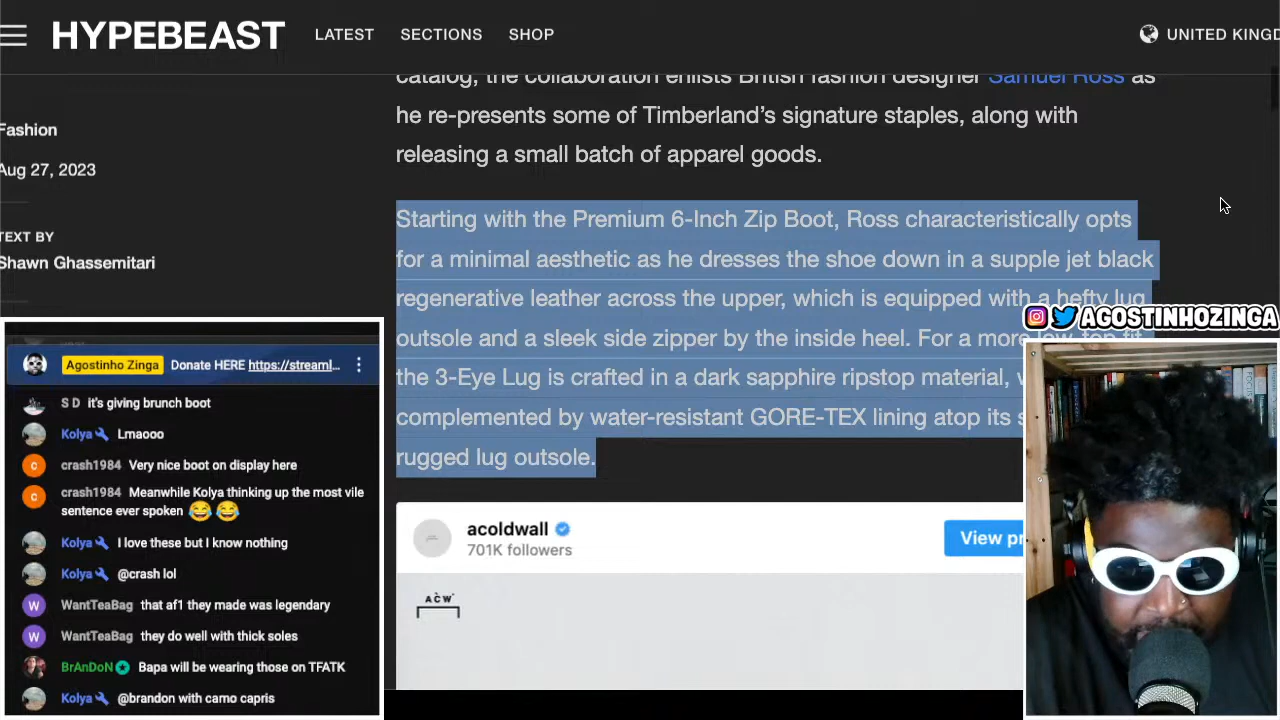 HYPEBEAST
LATEST
SECTIONS
SHOP
UNITED KINGD
catalog, the collaboration enlists British fashion designer Samuel Ross as
he re-presents some of Timberland’s signature staples, along with
releasing a small batch of apparel goods.
Fashion
Aug 27, 2023
TEXT BY
Shawn Ghassemitari
Starting with the Premium 6-Inch Zip Boot, Ross characteristically opts
for a minimal aesthetic as he dresses the shoe down in a supple jet black
regenerative leather across the upper, which is equipped with a hefty lug
outsole and a sleek side zipper by the inside heel. For a more low-top fit,
the 3-Eye Lug is crafted in a dark sapphire ripstop material,
complemented by water-resistant GORE-TEX lining atop its
rugged lug outsole.
acoldwall
701K followers
View pr
ACW
AGOSTINHOZINGA
Agostinho Zinga Donate HERE https://streaml...
S D it's giving brunch boot
Kolya Lmaooo
crash1984 Very nice boot on display here
crash1984 Meanwhile Kolya thinking up the most vile
sentence ever spoken 😂😂
Kolya I love these but I know nothing
Kolya @crash lol
WantTeaBag that af1 they made was legendary
WantTeaBag they do well with thick soles
BrAnDoN Bapa will be wearing those on TFATK
Kolya @brandon with camo capris